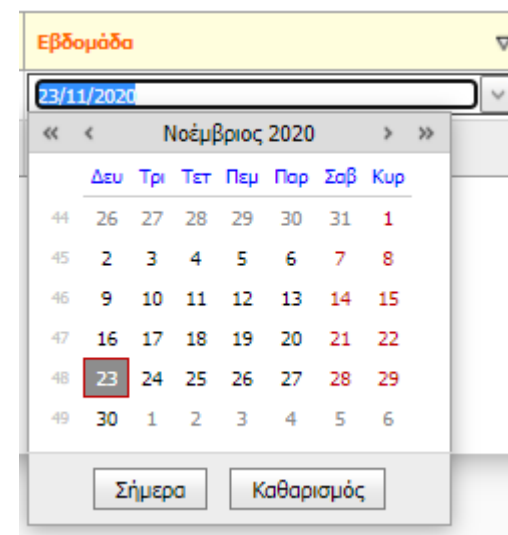 Εβδομάδα
23/11/2020
« ‹ Νοέμβριος 2020 › »
Δευ Τρι Τετ Πεμ Παρ Σαβ Κυρ
44 26 27 28 29 30 31 1
45 2 3 4 5 6 7 8
46 9 10 11 12 13 14 15
47 16 17 18 19 20 21 22
48 23 24 25 26 27 28 29
49 30 1 2 3 4 5 6
Σήμερα Καθαρισμός